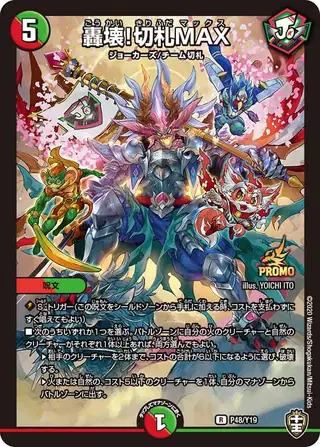 5
ごうかい きりふだ マックス
轟壊!切札MAX
ジョーカーズ/チーム切札
J
PROMO
illus. YOICHI ITO
呪文
S・トリガー(この呪文をシールドゾーンから手札に加える時、コストを支払わずにすぐ唱えてもよい)
■次のうちいずれか1つを選ぶ。バトルゾーンに自分の火のクリーチャーと自然のクリーチャーがそれぞれ1体以上あれば、両方選んでもよい。
▶相手のクリーチャーを2体まで、コストの合計が6以下になるように選び、破壊する。
▶火または自然の、コスト5以下のクリーチャーを1体、自分のマナゾーンからバトルゾーンに出す。
©2020 Wizards/Shogakukan/Mitsui-Kids
マナ
R P48/Y19
1